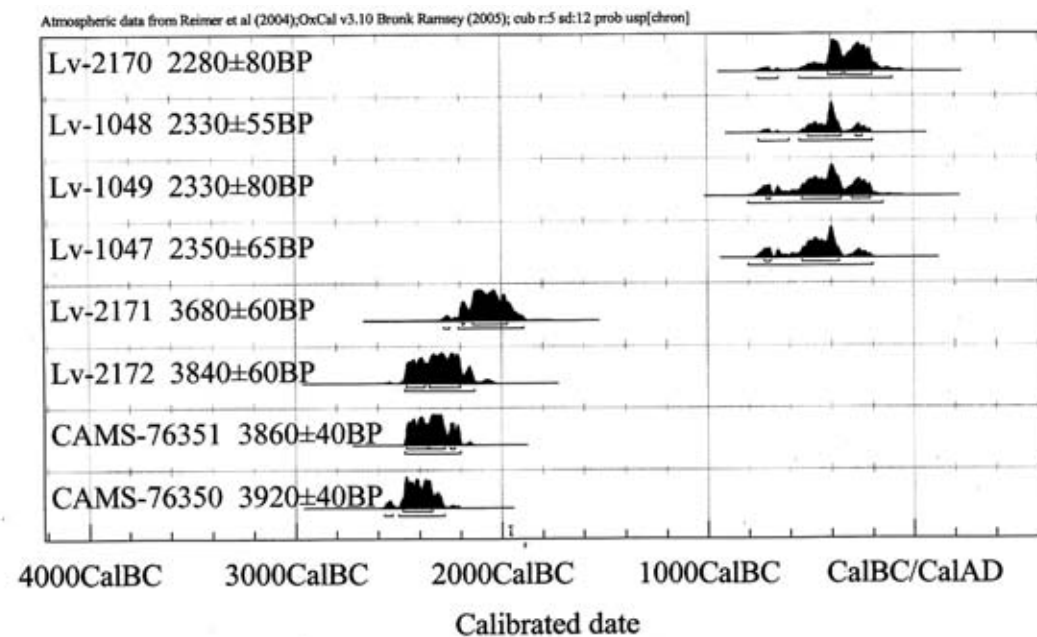 Atmospheric data from Reimer et al (2004);OxCal v3.10 Bronk Ramsey (2005); cub r:5 sd:12 prob usp[chron]
Lv-2170 2280±80BP
Lv-1048 2330±55BP
Lv-1049 2330±80BP
Lv-1047 2350±65BP
Lv-2171 3680±60BP
Lv-2172 3840±60BP
CAMS-76351 3860±40BP
CAMS-76350 3920±40BP
4000CalBC 3000CalBC 2000CalBC 1000CalBC CalBC/CalAD
Calibrated date